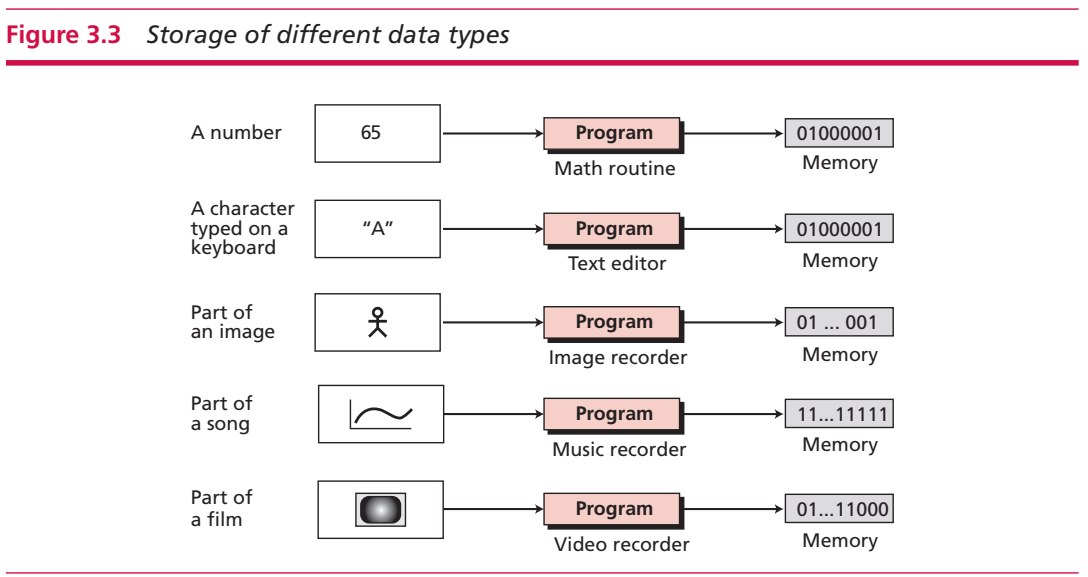 Figure 3.3 Storage of different data types
A number 65 Program 01000001
Math routine Memory
A character
typed on a “A” Program 01000001
keyboard
Text editor Memory
Part of
an image Program 01 ... 001
Image recorder Memory
Part of
a song Program 11...11111
Music recorder Memory
Part of
a film Program 01...11000
Video recorder Memory